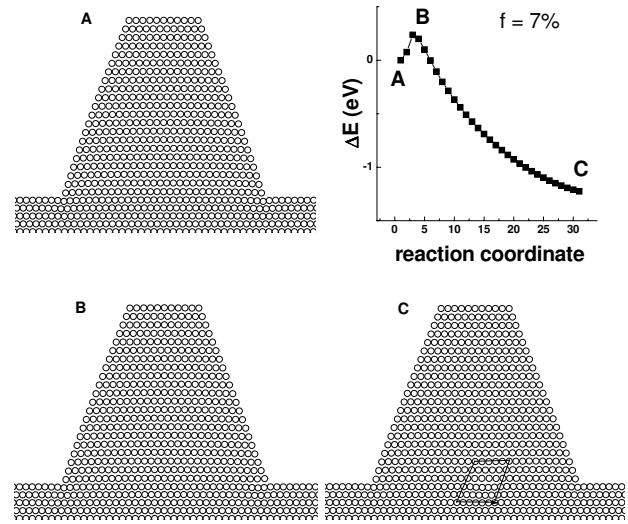 A
B
f = 7%
0
A
ΔE (eV)
-1
C
0 5 10 15 20 25 30
reaction coordinate
B
C